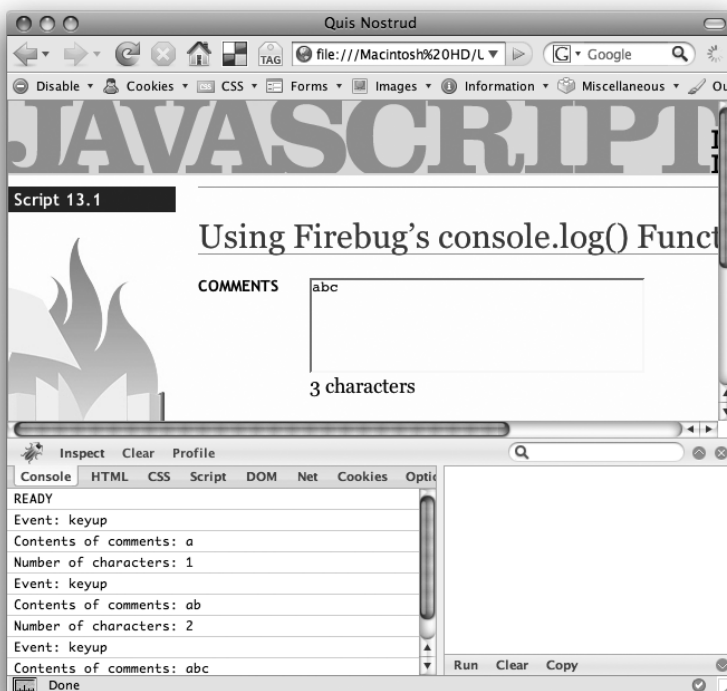 Quis Nostrud
TAG file:///Macintosh%20HD/L G Google
Disable Cookies CSS Forms Images Information Miscellaneous
JAVASCRIPT
Script 13.1
Using Firebug's console.log() Funct
COMMENTS
abc
3 characters
Inspect Clear Profile
Console HTML CSS Script DOM Net Cookies
READY
Event: keyup
Contents of comments: a
Number of characters: 1
Event: keyup
Contents of comments: ab
Number of characters: 2
Event: keyup
Contents of comments: abc
Run Clear Copy
Done